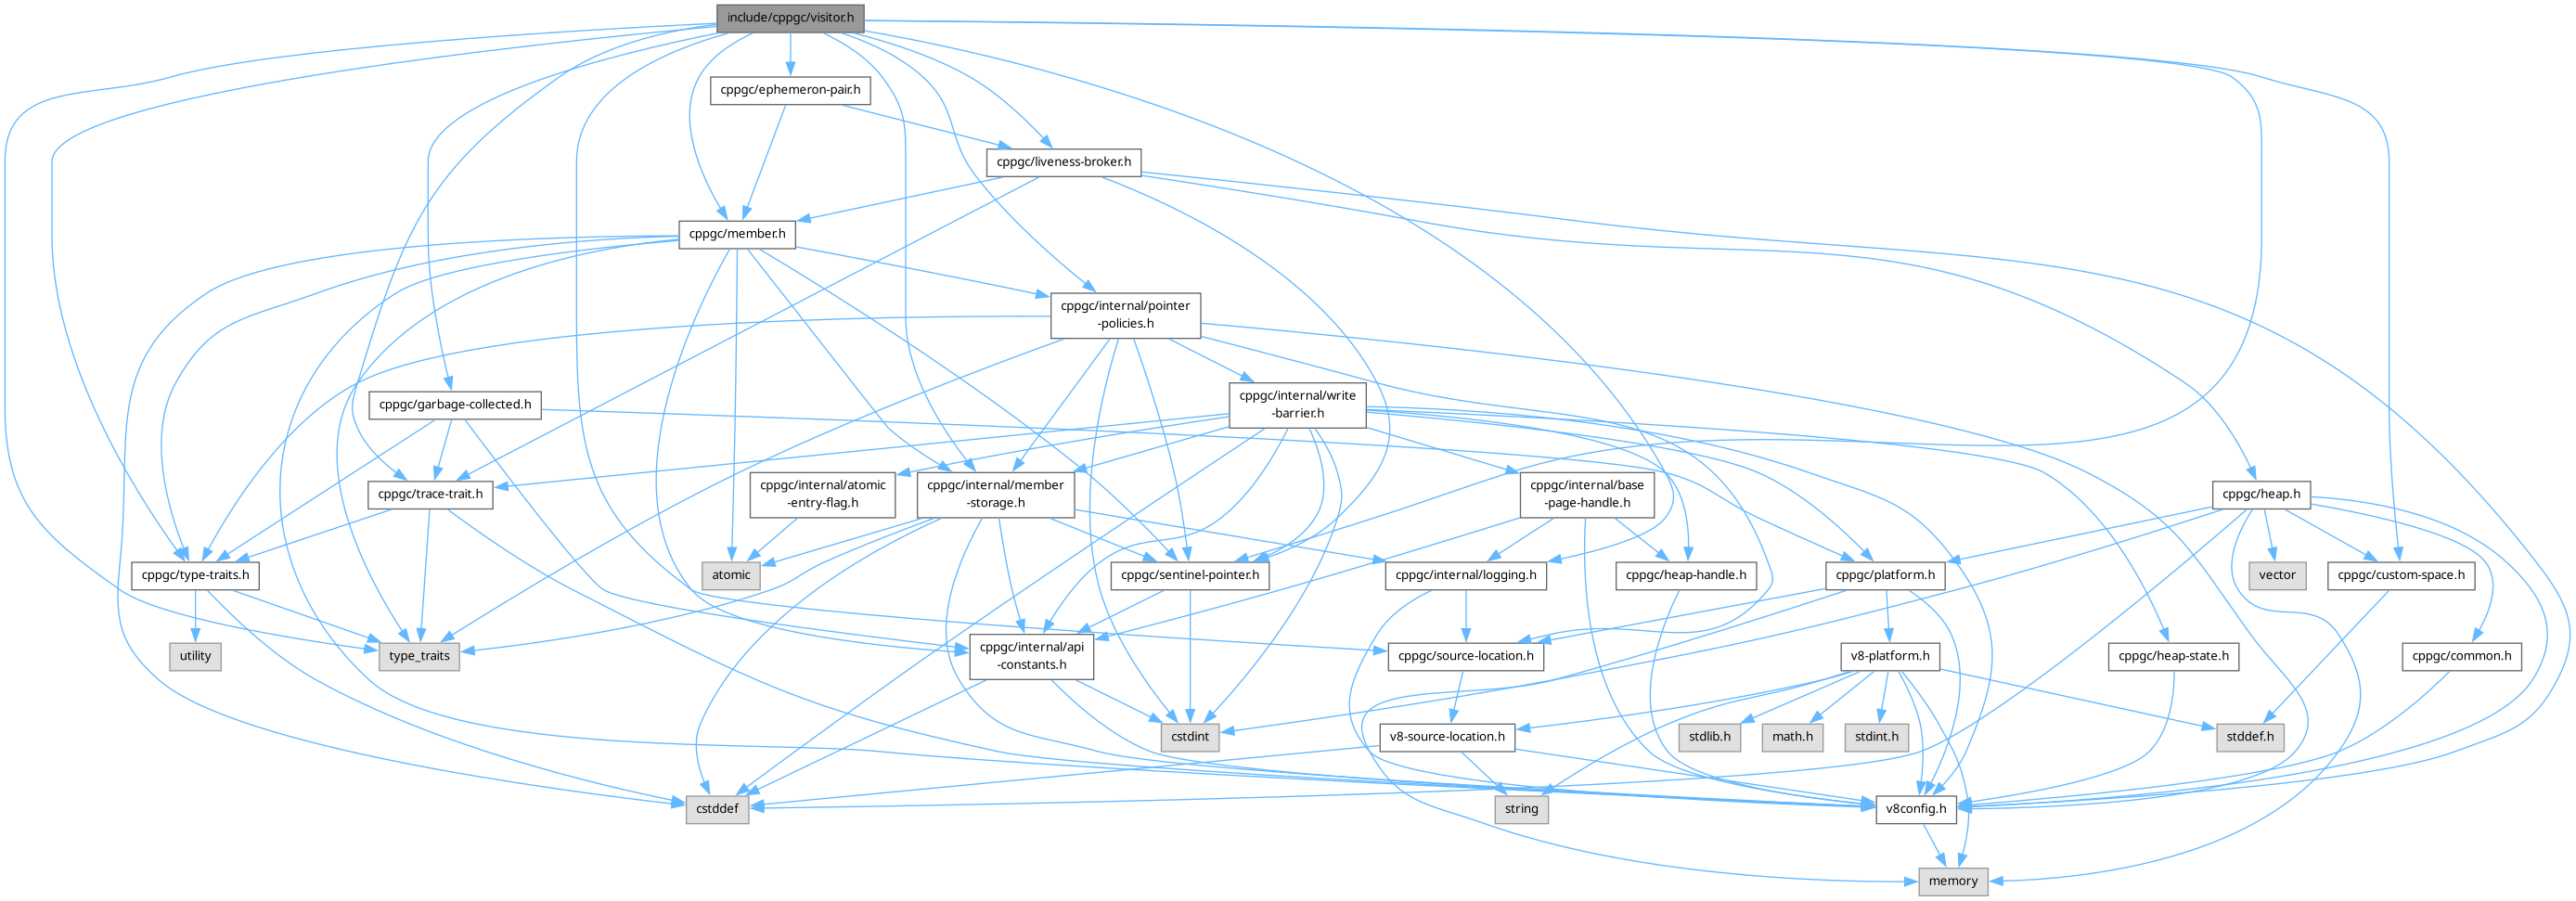 include/cppgc/visitor.h
cppgc/ephemeron-pair.h
cppgc/liveness-broker.h
cppgc/member.h
cppgc/internal/pointer
-policies.h
cppgc/garbage-collected.h
cppgc/internal/write
-barrier.h
cppgc/trace-trait.h
cppgc/internal/atomic
-entry-flag.h
cppgc/internal/member
-storage.h
cppgc/internal/base
-page-handle.h
cppgc/heap.h
cppgc/type-traits.h
atomic
cppgc/sentinel-pointer.h
cppgc/internal/logging.h
cppgc/heap-handle.h
cppgc/platform.h
vector
cppgc/custom-space.h
utility
type_traits
cppgc/internal/api
-constants.h
cppgc/source-location.h
v8-platform.h
cppgc/heap-state.h
cppgc/common.h
cstdint
v8-source-location.h
stdlib.h
math.h
stdint.h
stddef.h
cstddef
string
v8config.h
memory